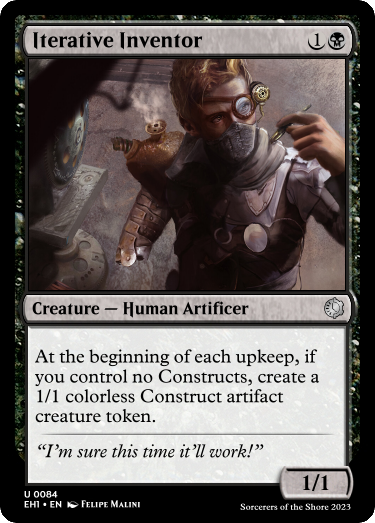 Iterative Inventor 1
Creature — Human Artificer
At the beginning of each upkeep, if
you control no Constructs, create a
1/1 colorless Construct artifact
creature token.
“I’m sure this time it’ll work!”
1/1
U 0084
EH1 • EN Felipe Malini
Sorcerers of the Shore 2023